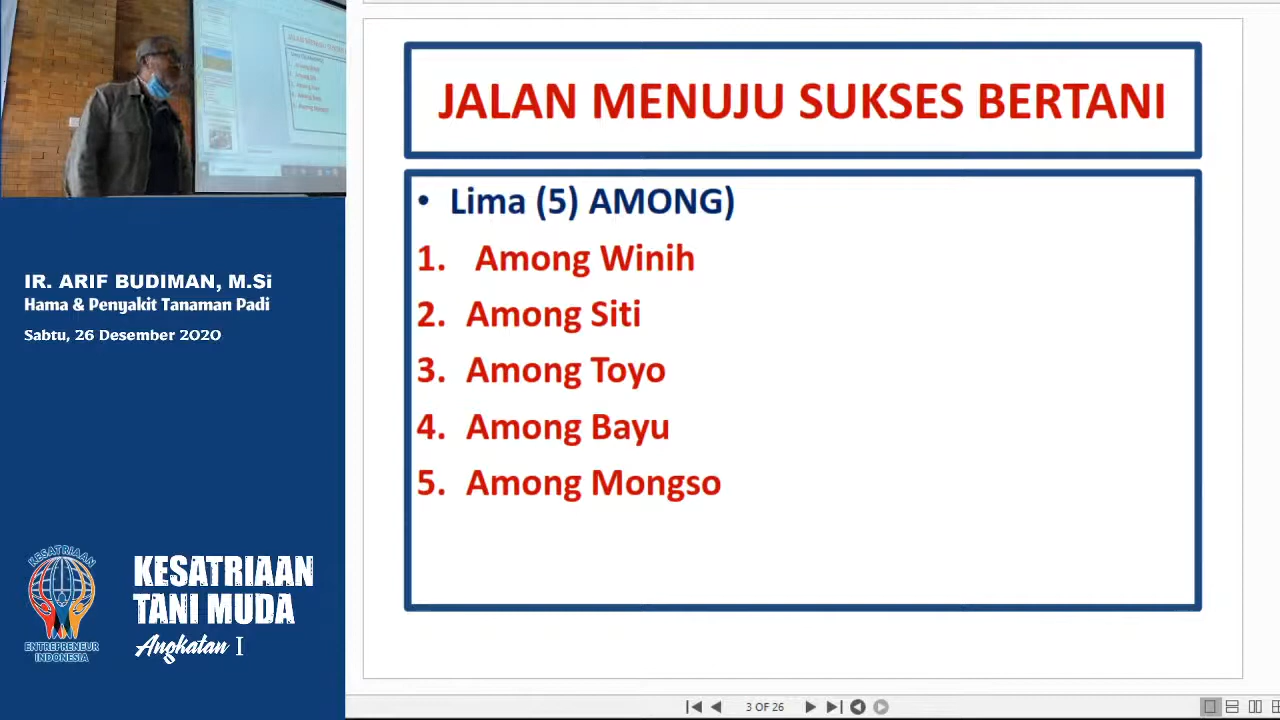 JALAN MENUJU SUKSES BERTANI
• Lima (5) AMONG)
1. Among Winih
2. Among Siti
3. Among Toyo
4. Among Bayu
5. Among Mongso
IR. ARIF BUDIMAN, M.Si
Hama & Penyakit Tanaman Padi
Sabtu, 26 Desember 2020
KESATRIAAN
ENTREPRENEUR
INDONESIA
KESATRIAAN
TANI MUDA
Angkatan I
3 OF 26